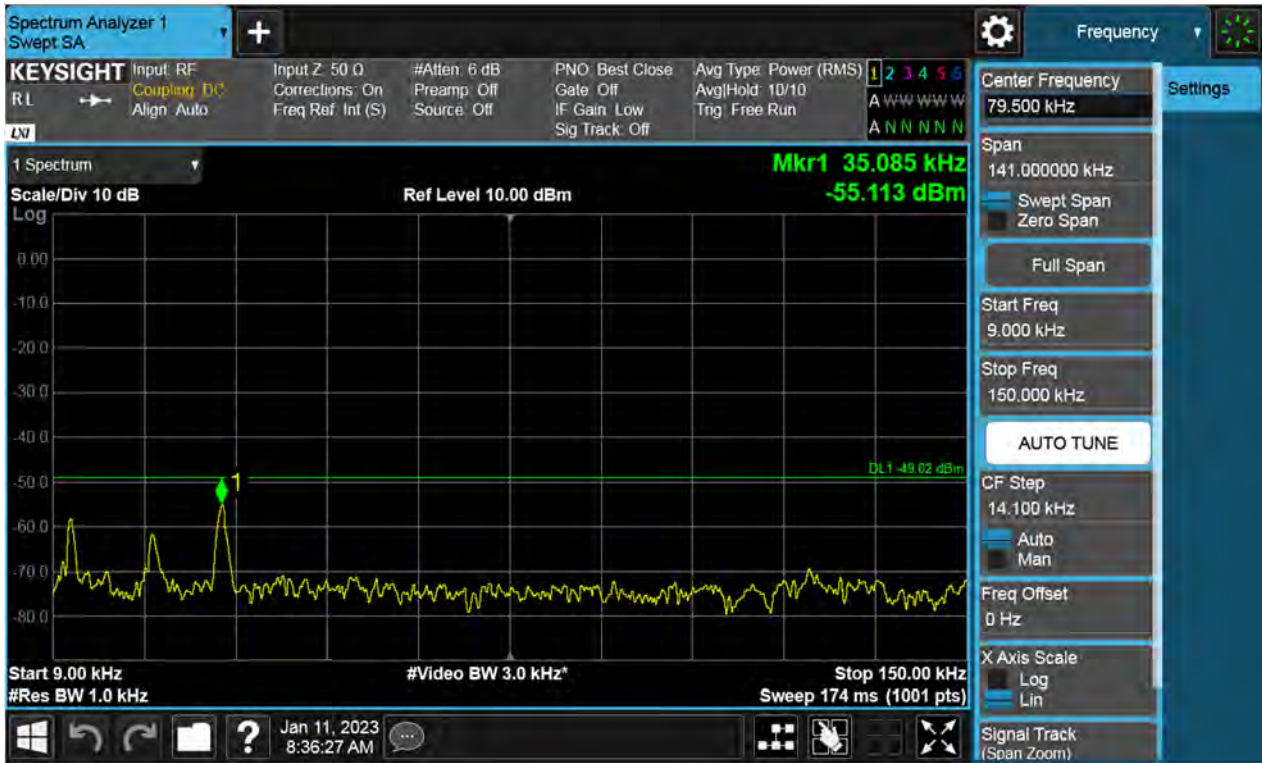 Spectrum Analyzer 1
Swept SA
+
Frequency
KEYSIGHT
RL
LXI
Input: RF
Coupling: DC
Align: Auto
Input Z: 50 Ω
Corrections: On
Freq Ref: Int (S)
#Atten: 6 dB
Preamp: Off
Source: Off
PNO: Best Close
Gate: Off
IF Gain: Low
Sig Track: Off
Avg Type: Power (RMS)
Avg|Hold: 10/10
Trig: Free Run
1 2 3 4 5 6
A W W W W W
A N N N N N
1 Spectrum
Mkr1 35.085 kHz
Scale/Div 10 dB
Ref Level 10.00 dBm
-55.113 dBm
Log
0.00
-10.0
-20.0
-30.0
-40.0
DL1 -49.02 dBm
-50.0
1
-60.0
-70.0
-80.0
Start 9.00 kHz
#Video BW 3.0 kHz*
Stop 150.00 kHz
#Res BW 1.0 kHz
Sweep 174 ms (1001 pts)
?
Jan 11, 2023
8:36:27 AM
Center Frequency
79.500 kHz
Settings
Span
141.000000 kHz
Swept Span
Zero Span
Full Span
Start Freq
9.000 kHz
Stop Freq
150.000 kHz
AUTO TUNE
CF Step
14.100 kHz
Auto
Man
Freq Offset
0 Hz
X Axis Scale
Log
Lin
Signal Track
(Span Zoom)